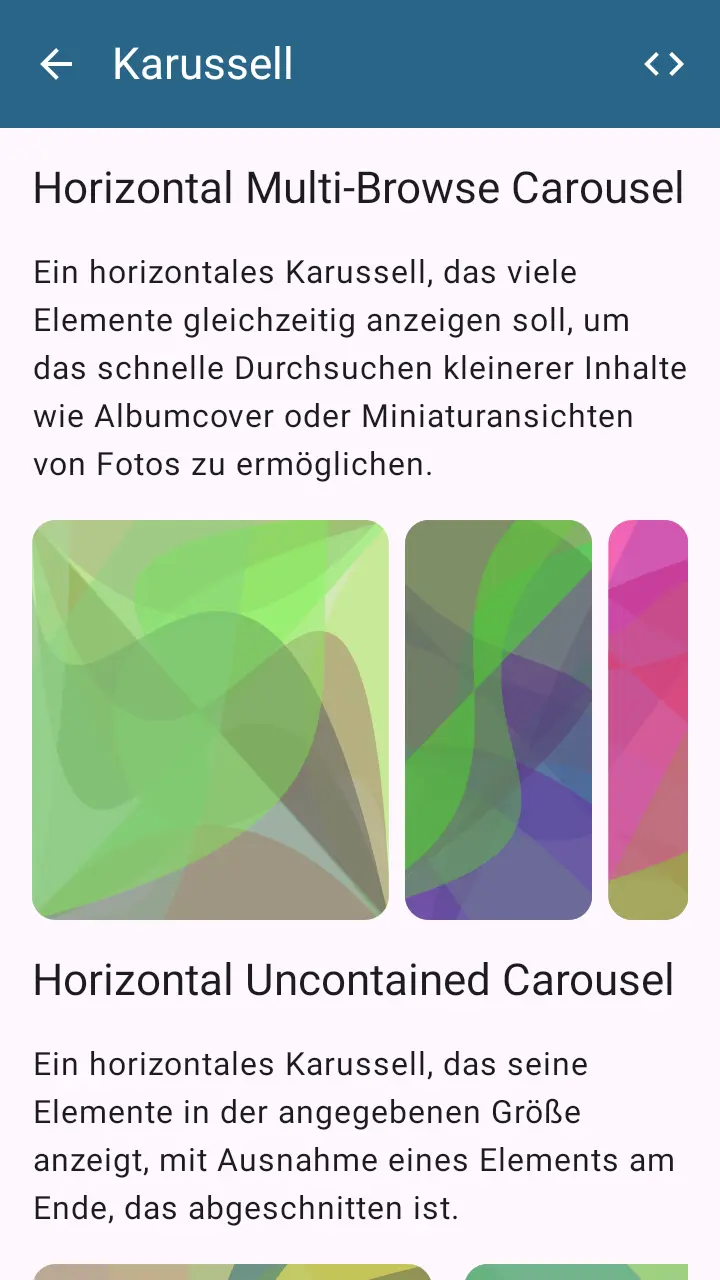 Karussell
Horizontal Multi-Browse Carousel
Ein horizontales Karussell, das viele
Elemente gleichzeitig anzeigen soll, um
das schnelle Durchsuchen kleinerer Inhalte
wie Albumcover oder Miniaturansichten
von Fotos zu ermöglichen.
Horizontal Uncontained Carousel
Ein horizontales Karussell, das seine
Elemente in der angegebenen Größe
anzeigt, mit Ausnahme eines Elements am
Ende, das abgeschnitten ist.